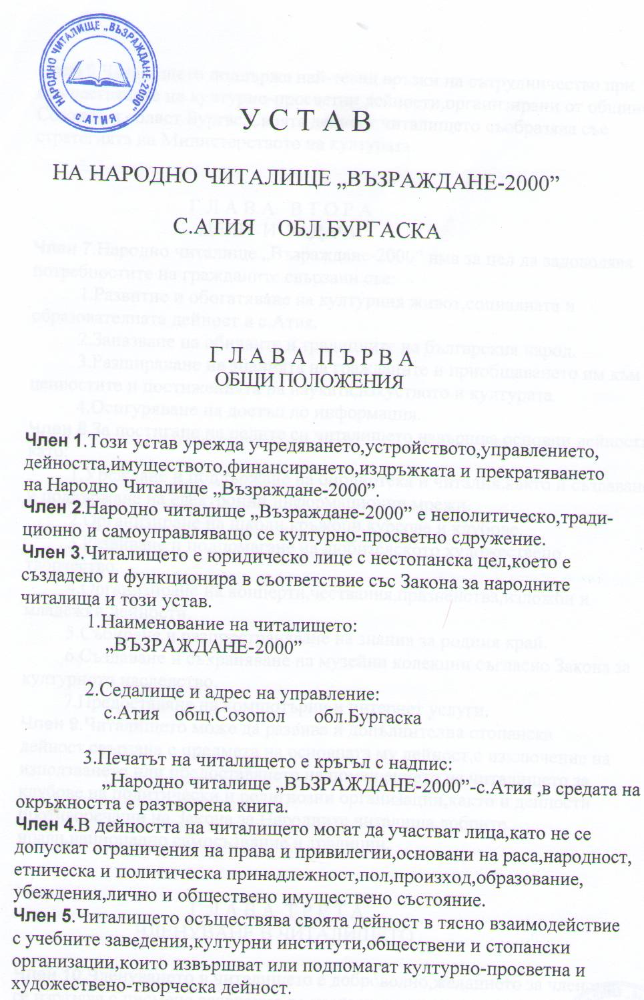 НАРОДНО ЧИТАЛИЩЕ „ВЪЗРАЖДАНЕ-2000"
с.АТИЯ
У С Т А В
НА НАРОДНО ЧИТАЛИЩЕ „ВЪЗРАЖДАНЕ-2000”
С.АТИЯ ОБЛ.БУРГАСКА
Г Л А В А П Ъ Р В А
ОБЩИ ПОЛОЖЕНИЯ
Член 1.Този устав урежда учредяването,устройството,управлението,
дейността,имуществото,финансирането,издръжката и прекратяването
на Народно Читалище „Възраждане-2000”.
Член 2.Народно читалище „Възраждане-2000” е неполитическо,тради-
ционно и самоуправляващо се културно-просветно сдружение.
Член 3.Читалището е юридическо лице с нестопанска цел,което е
създадено и функционира в съответствие със Закона за народните
читалища и този устав.
1.Наименование на читалището:
„ВЪЗРАЖДАНЕ-2000”
2.Седалище и адрес на управление:
с.Атия общ.Созопол обл.Бургаска
3.Печатът на читалището е кръгъл с надпис:
„Народно читалище „ВЪЗРАЖДАНЕ-2000”-с.Атия ,в средата на
окръжността е разтворена книга.
Член 4.В дейността на читалището могат да участват лица,като не се
допускат ограничения на права и привилегии,основани на раса,народност,
етническа и политическа принадлежност,пол,произход,образование,
убеждения,лично и обществено имуществено състояние.
Член 5.Читалището осъществява своята дейност в тясно взаимодействие
с учебните заведения,културни институти,обществени и стопански
организации,които извършват или подпомагат културно-просветна и
художествено-творческа дейност.